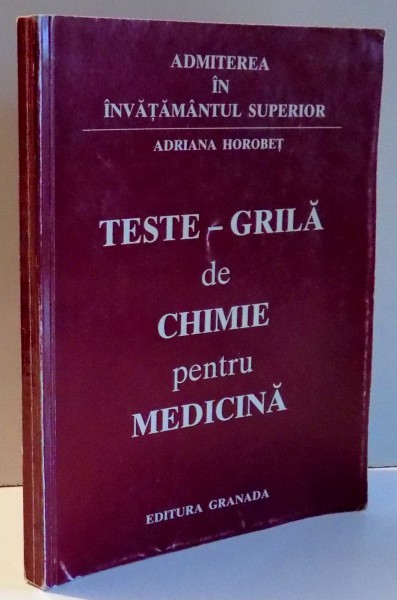 ADMITEREA
ÎN
ÎNVĂȚĂMÂNTUL SUPERIOR
ADRIANA HOROBEȚ
TESTE – GRILĂ
de
CHIMIE
pentru
MEDICINĂ
EDITURA GRANADA